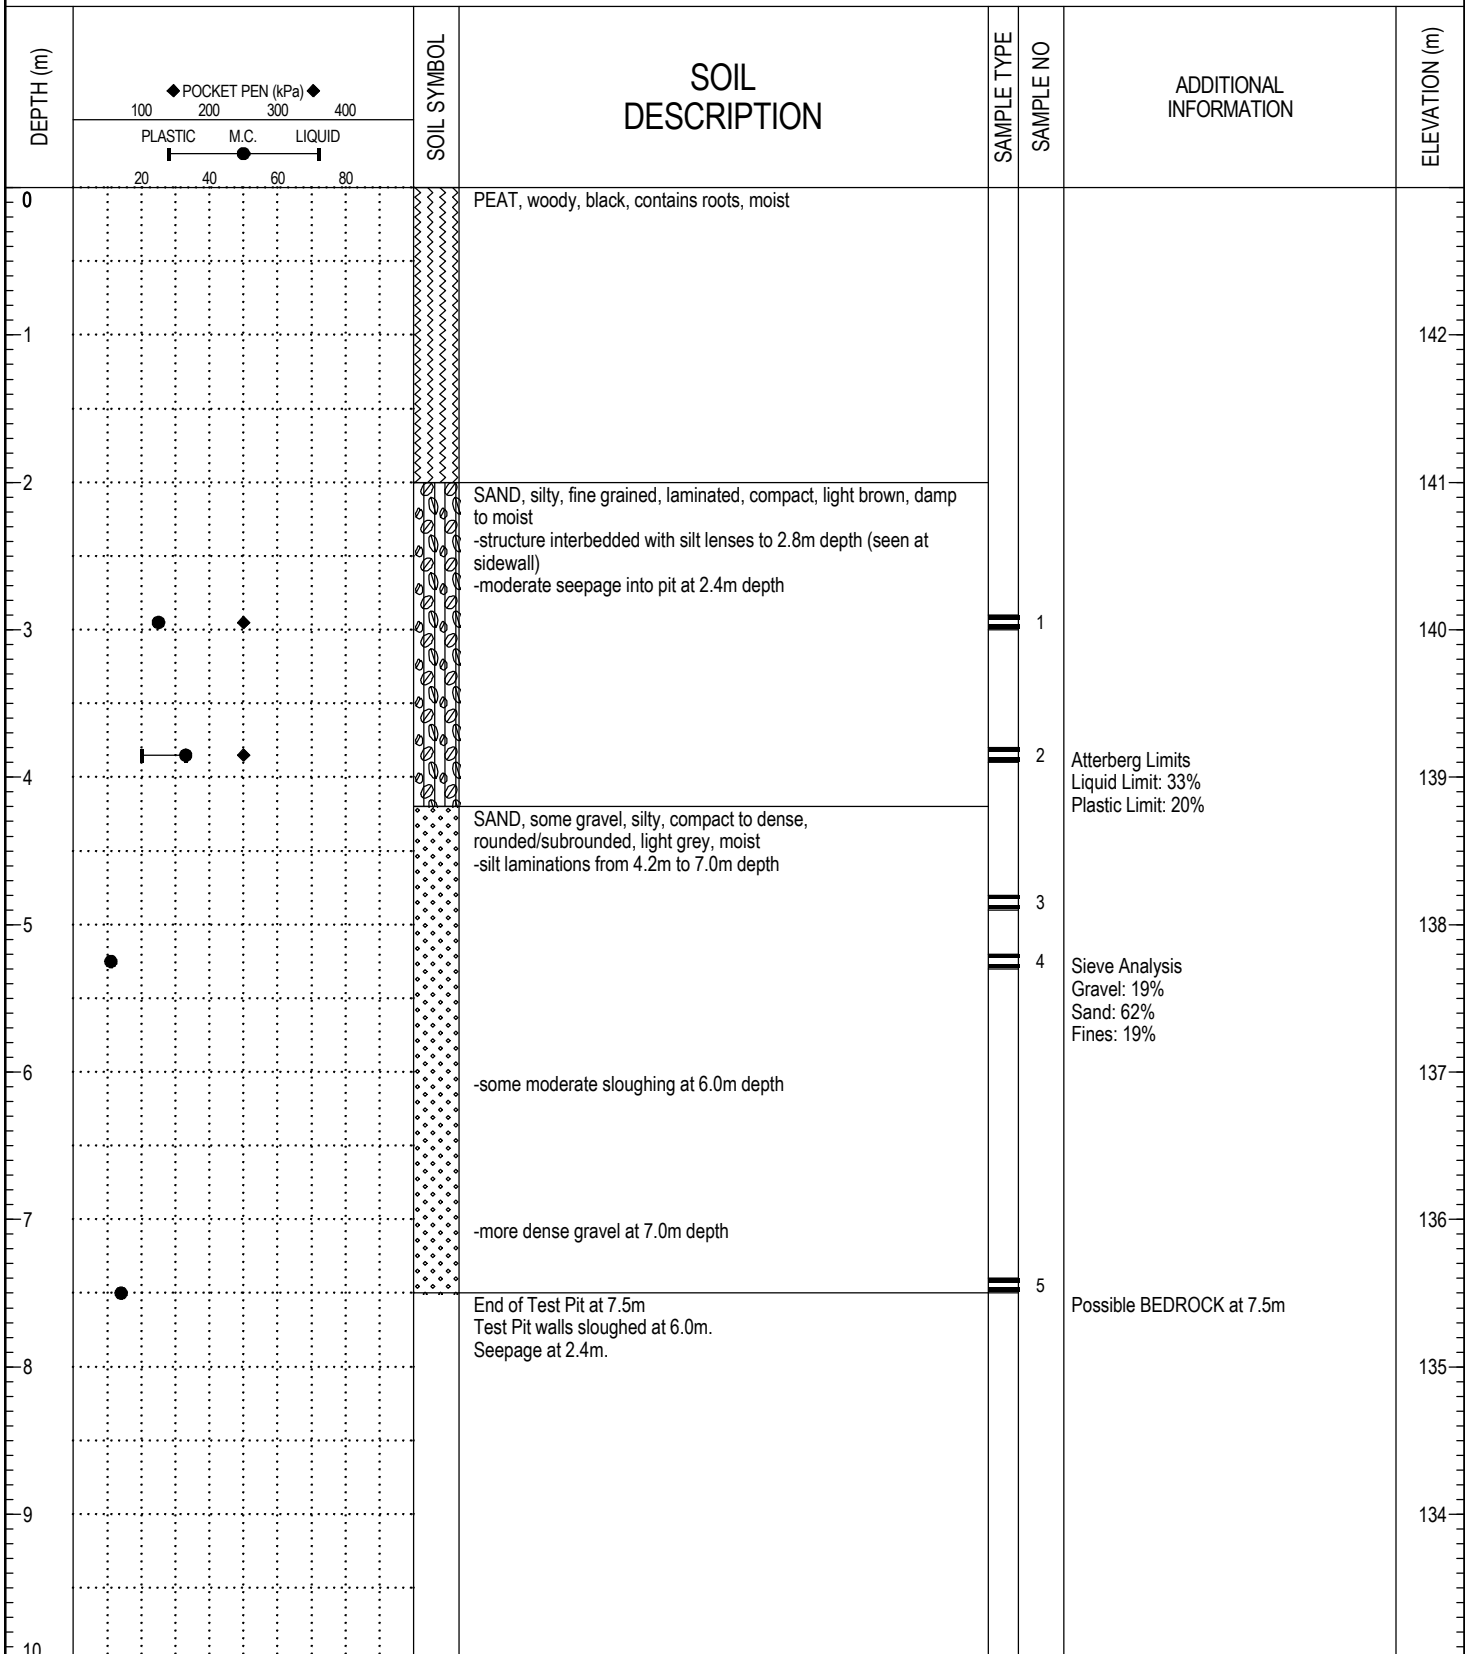 DEPTH (m)
◆ POCKET PEN (kPa) ◆
100 200 300 400
PLASTIC M.C. LIQUID
20 40 60 80
SOIL SYMBOL
SOIL
DESCRIPTION
SAMPLE TYPE
SAMPLE NO
ADDITIONAL
INFORMATION
ELEVATION (m)
0
PEAT, woody, black, contains roots, moist
1
142
2
141
SAND, silty, fine grained, laminated, compact, light brown, damp
to moist
-structure interbedded with silt lenses to 2.8m depth (seen at
sidewall)
-moderate seepage into pit at 2.4m depth
1
3
140
2
Atterberg Limits
Liquid Limit: 33%
Plastic Limit: 20%
4
139
SAND, some gravel, silty, compact to dense,
rounded/subrounded, light grey, moist
-silt laminations from 4.2m to 7.0m depth
3
5
138
4
Sieve Analysis
Gravel: 19%
Sand: 62%
Fines: 19%
6
137
-some moderate sloughing at 6.0m depth
7
136
-more dense gravel at 7.0m depth
5
End of Test Pit at 7.5m
Test Pit walls sloughed at 6.0m.
Seepage at 2.4m.
Possible BEDROCK at 7.5m
8
135
9
134
10